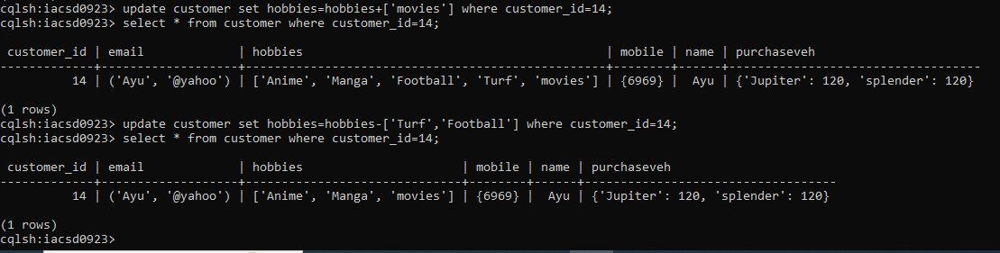 cqlsh:iacsd0923> update customer set hobbies=hobbies+['movies'] where customer_id=14;
cqlsh:iacsd0923> select * from customer where customer_id=14;
 customer_id | email             | hobbies                                          | mobile | name | purchaseveh
-------------+-------------------+--------------------------------------------------+--------+------+----------------------------------
          14 | ('Ayu', '@yahoo') | ['Anime', 'Manga', 'Football', 'Turf', 'movies'] | {6969} |  Ayu | {'Jupiter': 120, 'splender': 120}
(1 rows)
cqlsh:iacsd0923> update customer set hobbies=hobbies-['Turf','Football'] where customer_id=14;
cqlsh:iacsd0923> select * from customer where customer_id=14;
 customer_id | email             | hobbies                      | mobile | name | purchaseveh
-------------+-------------------+------------------------------+--------+------+----------------------------------
          14 | ('Ayu', '@yahoo') | ['Anime', 'Manga', 'movies'] | {6969} |  Ayu | {'Jupiter': 120, 'splender': 120}
(1 rows)
cqlsh:iacsd0923>